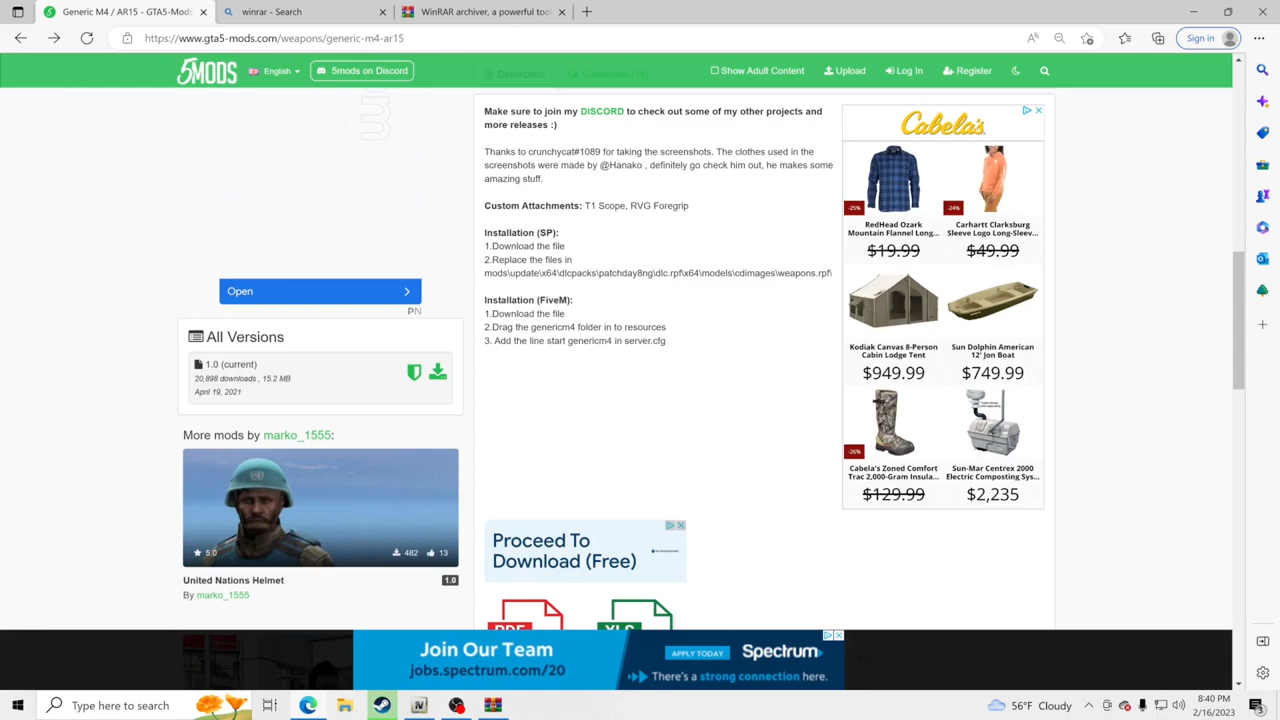 Generic M4 / AR15 - GTA5-Mods
winrar - Search
WinRAR archiver, a powerful tool
https://www.gta5-mods.com/weapons/generic-m4-ar15
Sign in
5MODS
English
5mods on Discord
Show Adult Content
Upload
Log In
Register
Description
Comments (34)
Open
PN
All Versions
1.0 (current)
20,898 downloads , 15.2 MB
April 19, 2021
More mods by marko_1555:
5.0
482
13
United Nations Helmet
1.0
By marko_1555
Make sure to join my DISCORD to check out some of my other projects and
more releases :)
Thanks to crunchycat#1089 for taking the screenshots. The clothes used in the
screenshots were made by @Hanako , definitely go check him out, he makes some
amazing stuff.
Custom Attachments: T1 Scope, RVG Foregrip
Installation (SP):
1.Download the file
2.Replace the files in
mods\update\x64\dlcpacks\patchday8ng\dlc.rpf\x64\models\cdimages\weapons.rpf\
Installation (FiveM):
1.Download the file
2.Drag the genericm4 folder in to resources
3. Add the line start genericm4 in server.cfg
Proceed To
Download (Free)
PDF
XLS
Cabela's
-25%
RedHead Ozark
Mountain Flannel Long...
$19.99
-24%
Carhartt Clarksburg
Sleeve Logo Long-Sleev...
$49.99
Kodiak Canvas 8-Person
Cabin Lodge Tent
$949.99
Sun Dolphin American
12' Jon Boat
$749.99
-26%
Cabela's Zoned Comfort
Trac 2,000-Gram Insula...
$129.99
Sun-Mar Centrex 2000
Electric Composting Sys...
$2,235
Join Our Team
jobs.spectrum.com/20
APPLY TODAY
Spectrum
There's a strong connection here.
Type here to search
IV
56°F Cloudy
8:40 PM
2/16/2023